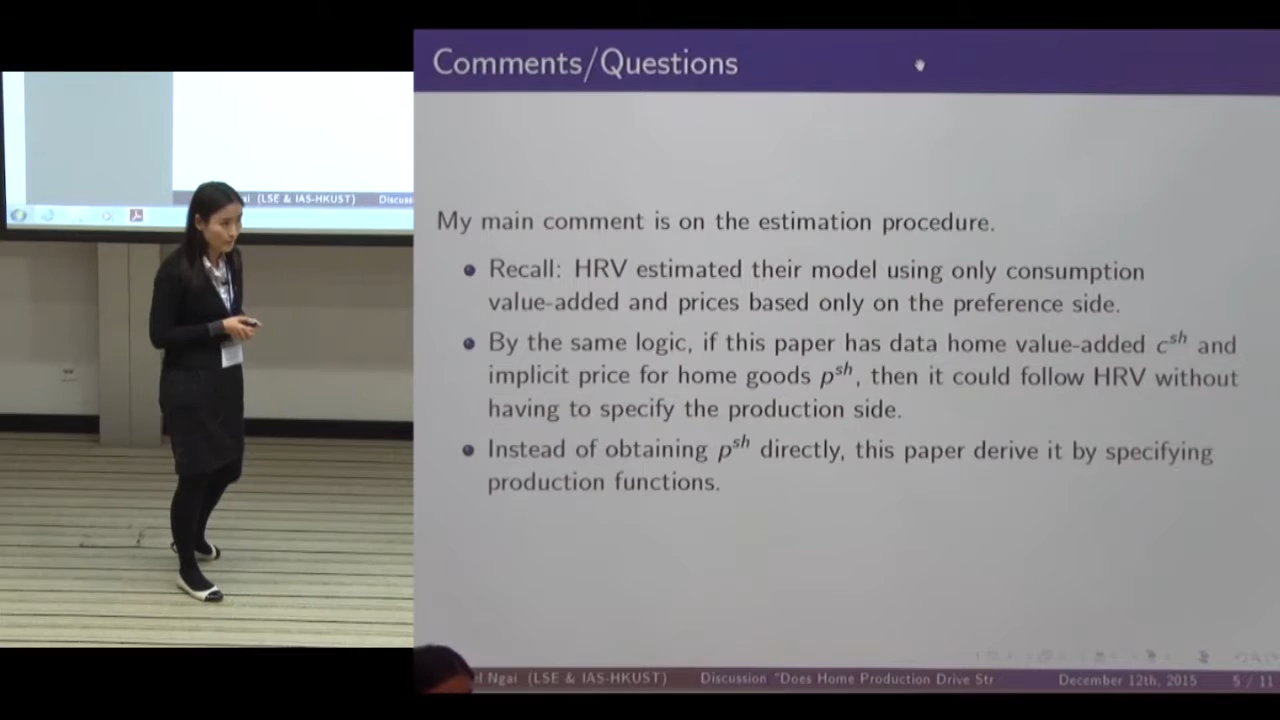 Comments/Questions
My main comment is on the estimation procedure.
Recall: HRV estimated their model using only consumption
value-added and prices based only on the preference side.
By the same logic, if this paper has data home value-added c^sh and
implicit price for home goods p^sh, then it could follow HRV without
having to specify the production side.
Instead of obtaining p^sh directly, this paper derive it by specifying
production functions.
el Ngai (LSE & IAS-HKUST) Discussion "Does Home Production Drive Str December 12th, 2015 5 / 11
ai (LSE & IAS-HKUST) Discuss